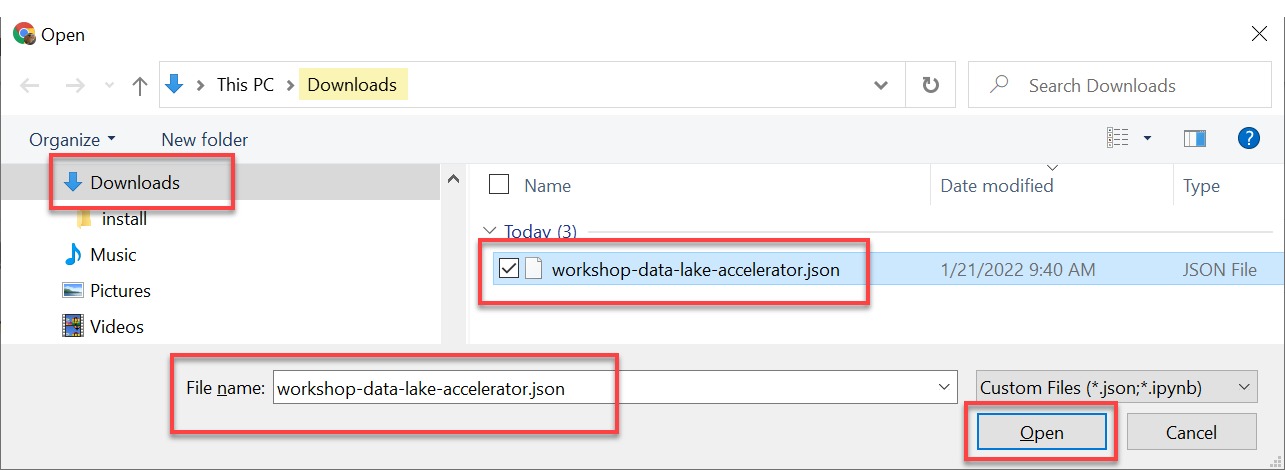 Open
This PC Downloads Search Downloads
Organize New folder
Downloads
install
Music
Pictures
Videos
Name Date modified Type
Today (3)
workshop-data-lake-accelerator.json 1/21/2022 9:40 AM JSON File
File name: workshop-data-lake-accelerator.json Custom Files (*.json;*.ipynb)
Open Cancel